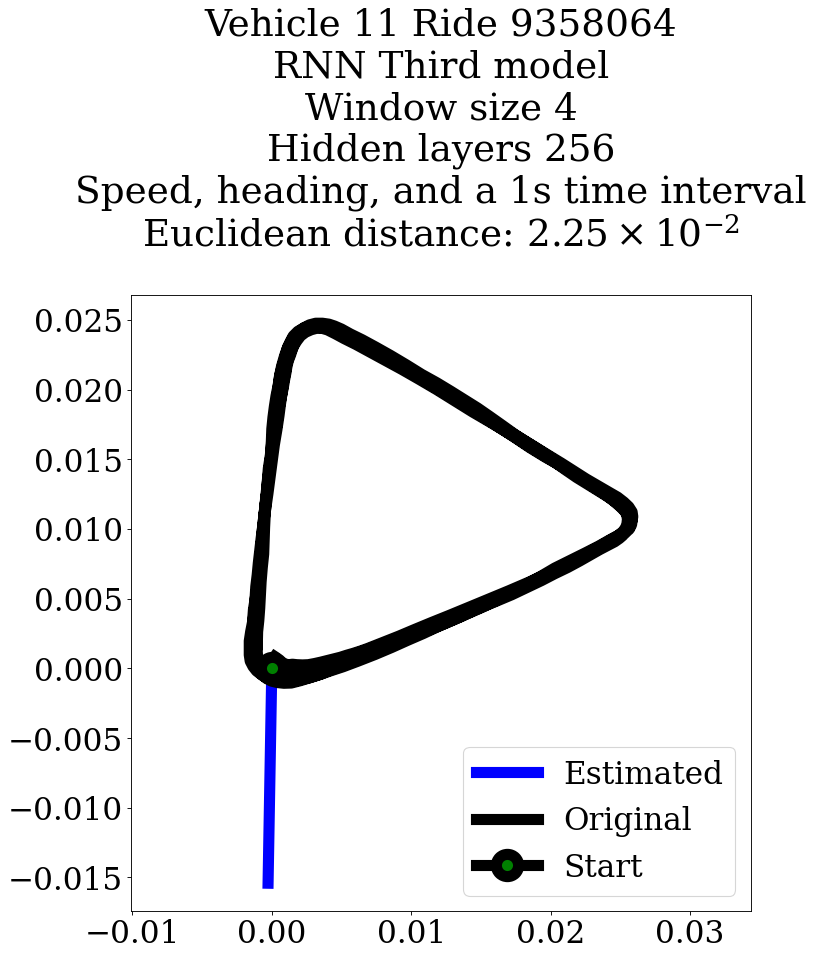 Vehicle 11 Ride 9358064
RNN Third model
Window size 4
Hidden layers 256
Speed, heading, and a 1s time interval
Euclidean distance: 2.25 × 10⁻²
0.025
0.020
0.015
0.010
0.005
0.000
−0.005
−0.010
−0.015
Estimated
Original
Start
−0.01 0.00 0.01 0.02 0.03